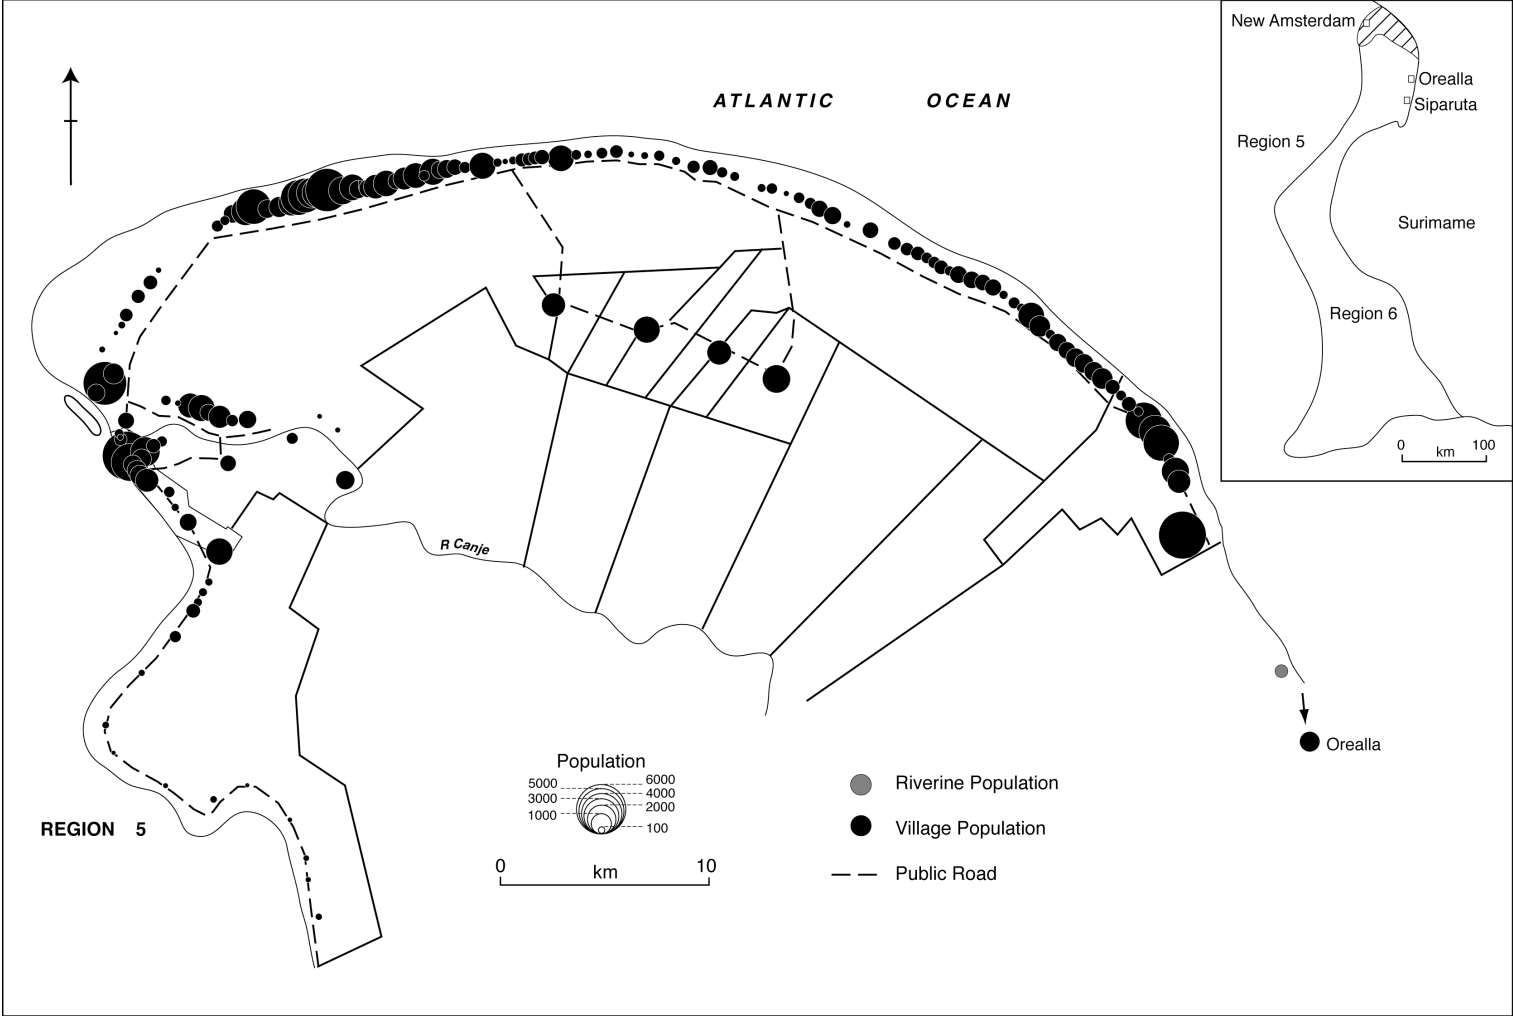 New Amsterdam
Orealla
Siparuta
Region 5
Surimame
Region 6
0 100
km
ATLANTIC OCEAN
R Canje
Orealla
REGION 5
Population
5000 6000
3000 4000
1000 2000
100
0 10
km
Riverine Population
Village Population
Public Road